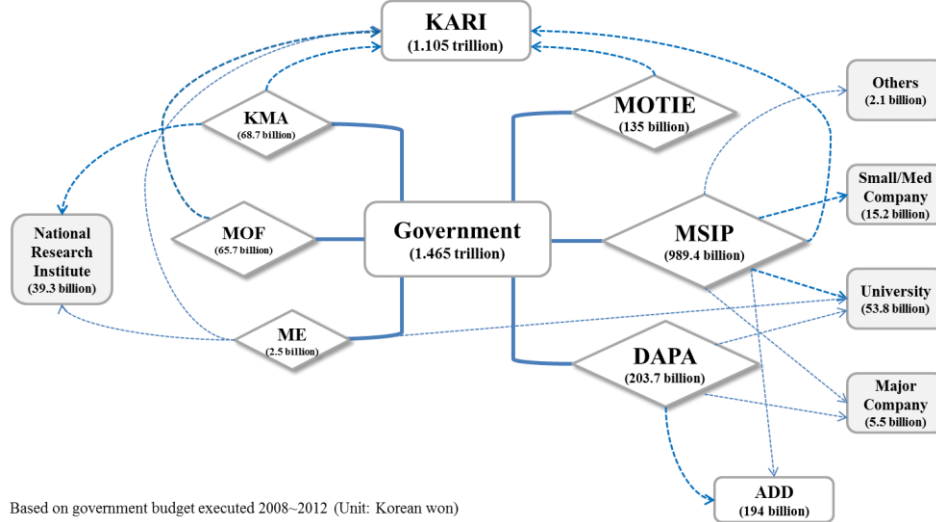 KARI
(1.105 trillion)
KMA
(68.7 billion)
MOTIE
(135 billion)
Others
(2.1 billion)
Small/Med
Company
(15.2 billion)
National
Research
Institute
(39.3 billion)
MOF
(65.7 billion)
Government
(1.465 trillion)
MSIP
(989.4 billion)
University
(53.8 billion)
ME
(2.5 billion)
DAPA
(203.7 billion)
Major
Company
(5.5 billion)
ADD
(194 billion)
Based on government budget executed 2008~2012 (Unit: Korean won)